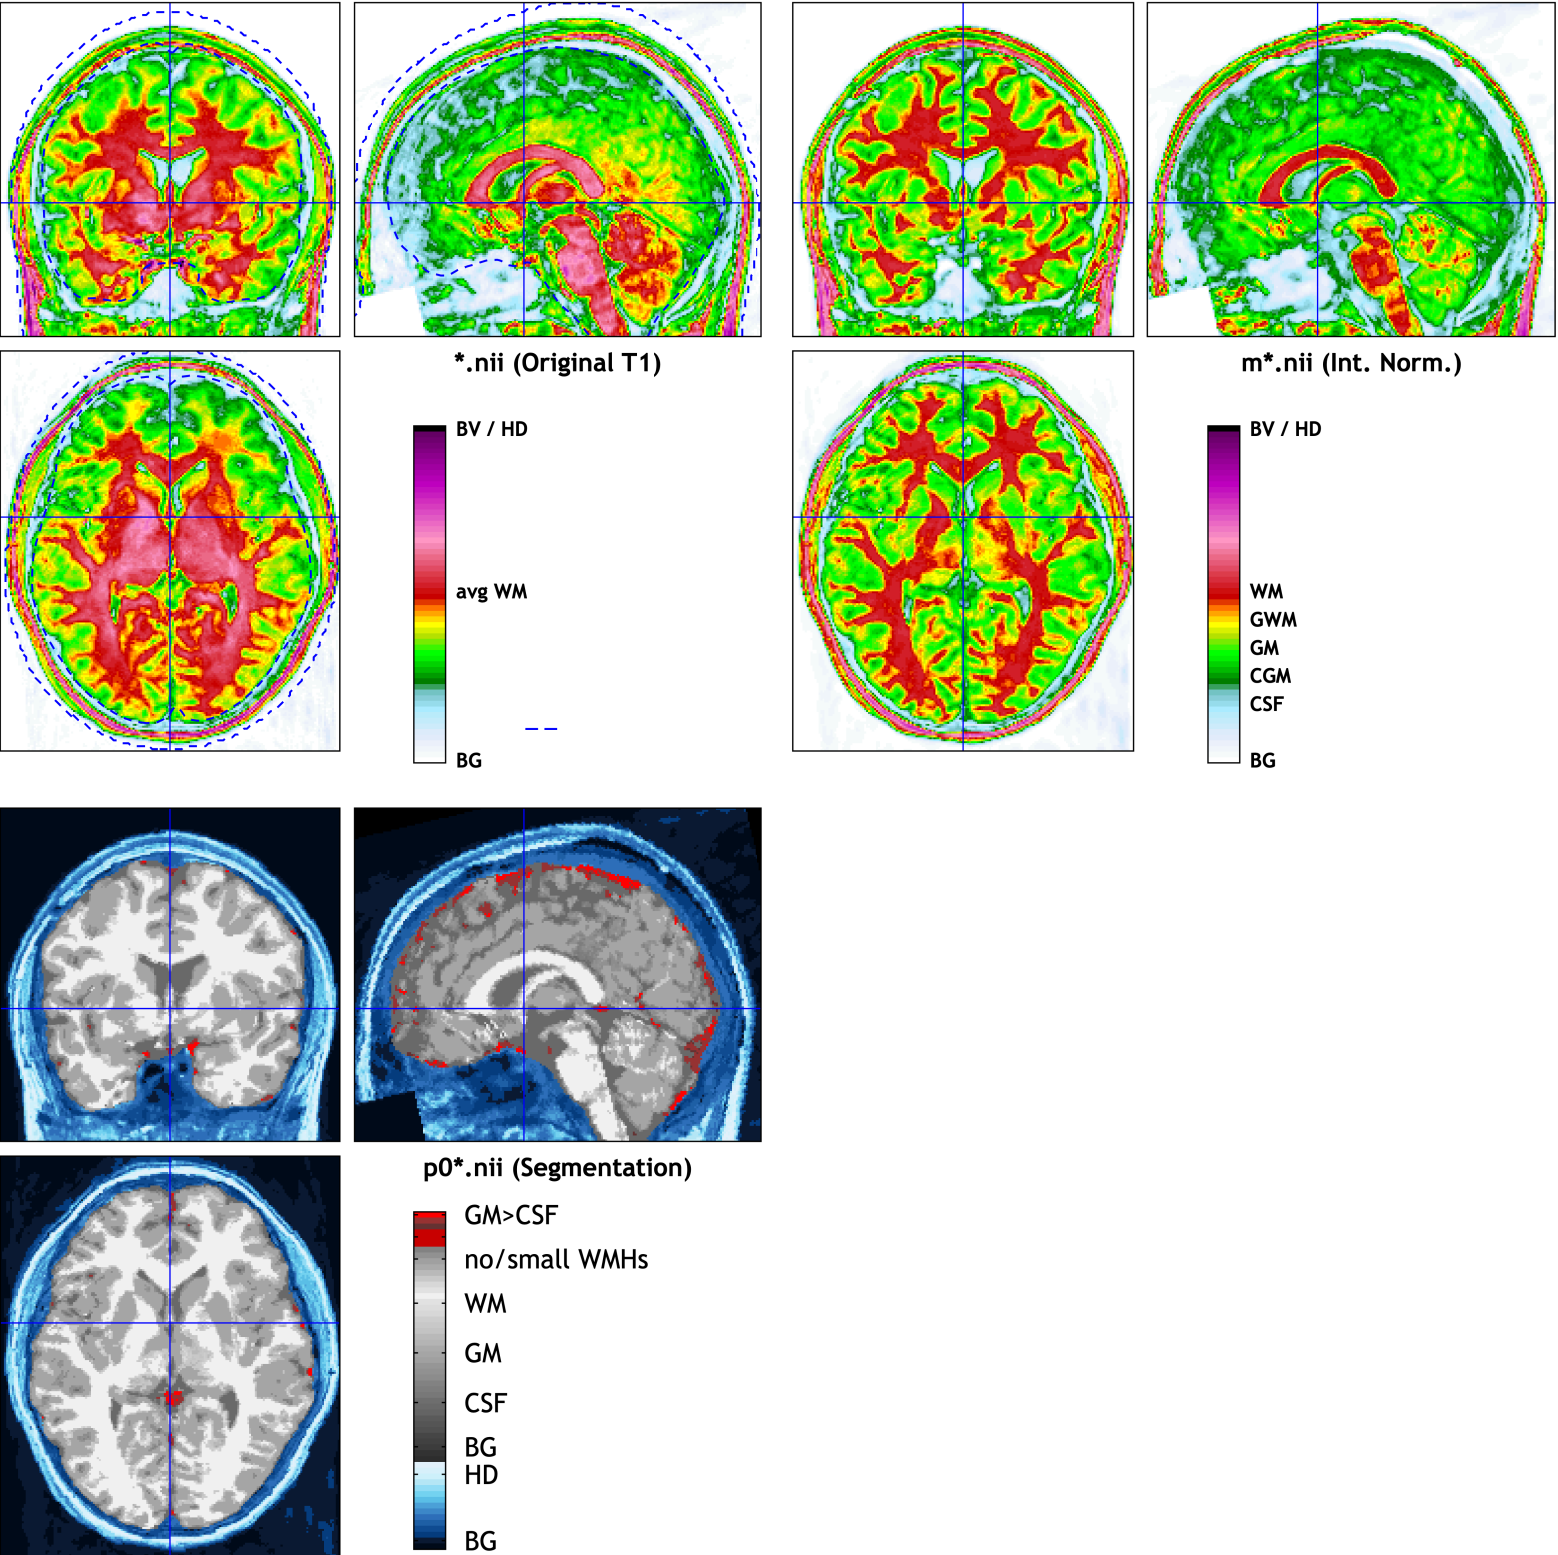 *.nii (Original T1)
BV / HD
avg WM
BG
m*.nii (Int. Norm.)
BV / HD
WM
GWM
GM
CGM
CSF
BG
p0*.nii (Segmentation)
GM>CSF
no/small WMHs
WM
GM
CSF
BG
HD
BG